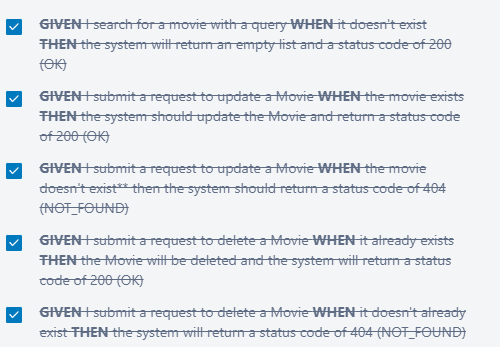 GIVEN I search for a movie with a query WHEN it doesn't exist
THEN the system will return an empty list and a status code of 200
(OK)
GIVEN I submit a request to update a Movie WHEN the movie exists
THEN the system should update the Movie and return a status code
of 200 (OK)
GIVEN I submit a request to update a Movie WHEN the movie
doesn't exist** then the system should return a status code of 404
(NOT_FOUND)
GIVEN I submit a request to delete a Movie WHEN it already exists
THEN the Movie will be deleted and the system will return a status
code of 200 (OK)
GIVEN I submit a request to delete a Movie WHEN it doesn't already
exist THEN the system will return a status code of 404 (NOT_FOUND)